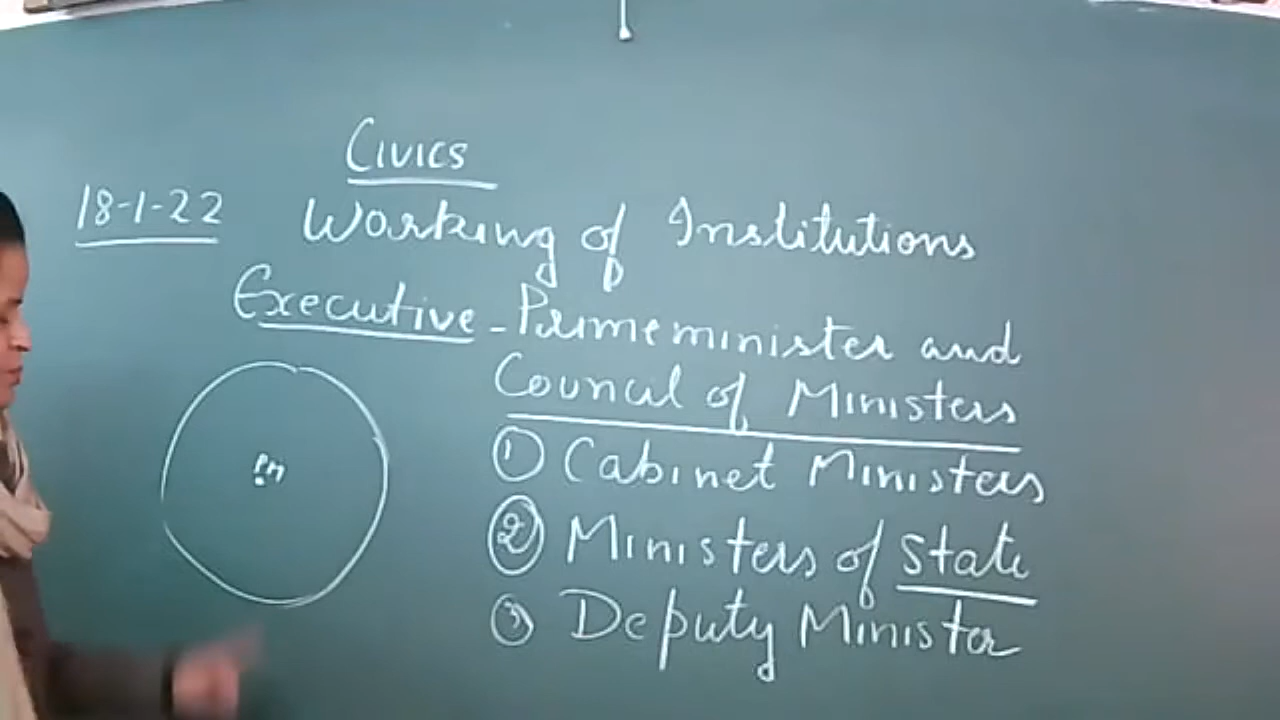 Civics
18-1-22 Working of Institutions
Executive - Primeminister and
Council of Ministers
① Cabinet Ministers
② Ministers of State
③ Deputy Minister
PM